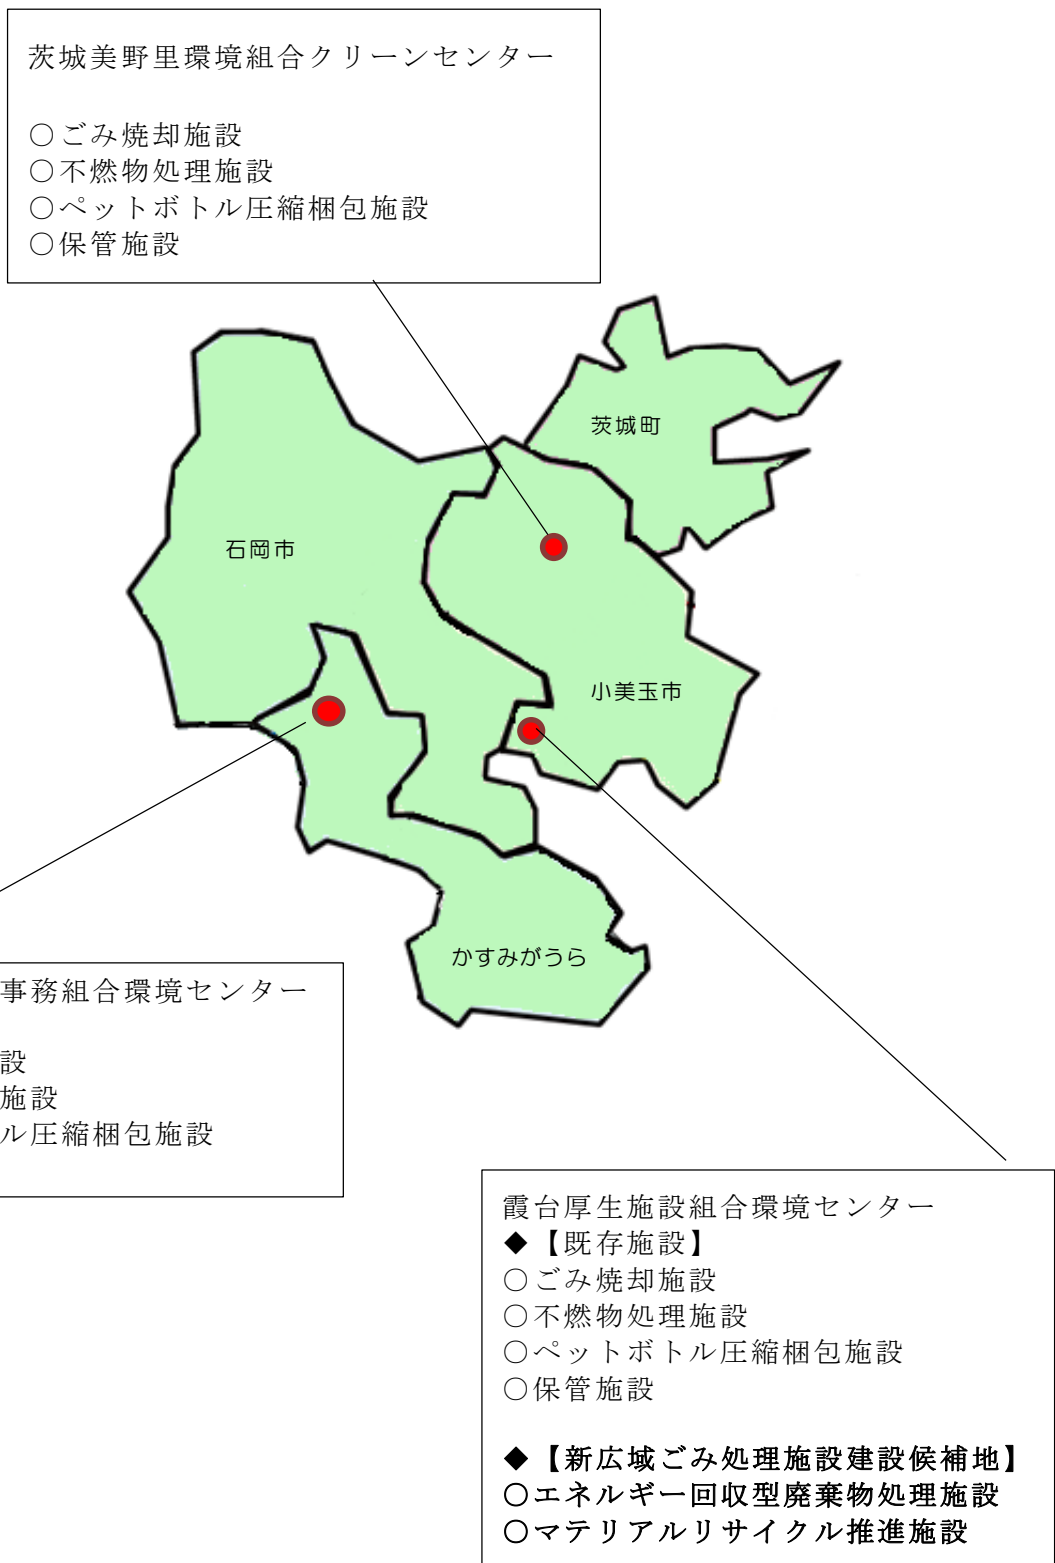 茨城美野里環境組合クリーンセンター
○ごみ焼却施設
○不燃物処理施設
○ペットボトル圧縮梱包施設
○保管施設
茨城町
石岡市
小美玉市
かすみがうら
事務組合環境センター
設
施設
ル圧縮梱包施設
霞台厚生施設組合環境センター
◆【既存施設】
○ごみ焼却施設
○不燃物処理施設
○ペットボトル圧縮梱包施設
○保管施設
◆【新広域ごみ処理施設建設候補地】
○エネルギー回収型廃棄物処理施設
○マテリアルリサイクル推進施設